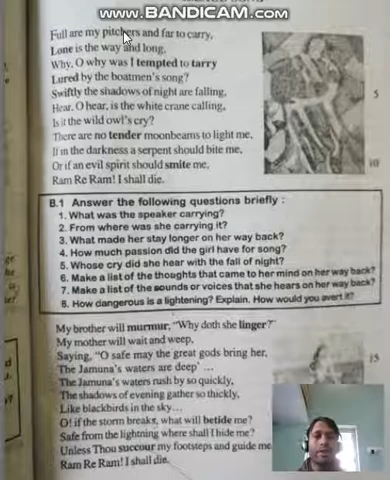 www.BANDICAM.com
Full are my pitchers and far to carry,
Lone is the way and long,
Why, O why was I tempted to tarry
Lured by the boatmen's song?
Swiftly the shadows of night are falling,
Hear, O hear, is the white crane calling,
Is it the wild owl's cry?
There are no tender moonbeams to light me,
If in the darkness a serpent should bite me,
Or if an evil spirit should smite me,
Ram Re Ram! I shall die.
5
10
B.1 Answer the following questions briefly :
1. What was the speaker carrying?
2. From where was she carrying it?
3. What made her stay longer on her way back?
4. How much passion did the girl have for song?
5. Whose cry did she hear with the fall of night?
6. Make a list of the thoughts that came to her mind on her way back?
7. Make a list of the sounds or voices that she hears on her way back?
8. How dangerous is a lightening? Explain. How would you avert it?
My brother will murmur, "Why doth she linger?"
My mother will wait and weep,
Saying, "O safe may the great gods bring her,
The Jamuna's waters are deep' ...
The Jamuna's waters rush by so quickly,
The shadows of evening gather so thickly,
Like blackbirds in the sky...
O! if the storm breaks, what will betide me?
Safe from the lightning where shall I hide me?
Unless Thou succour my footsteps and guide me
Ram Re Ram! I shall die.
15